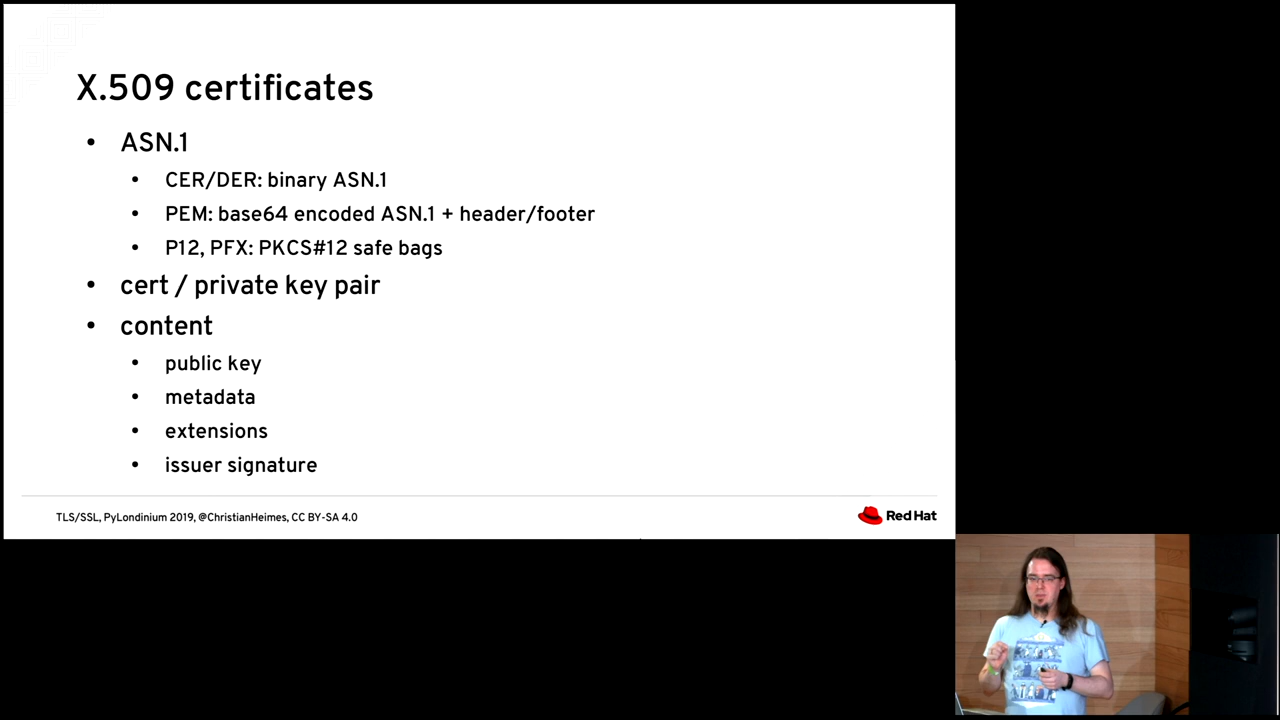 X.509 certificates
• ASN.1
• CER/DER: binary ASN.1
• PEM: base64 encoded ASN.1 + header/footer
• P12, PFX: PKCS#12 safe bags
• cert / private key pair
• content
• public key
• metadata
• extensions
• issuer signature
TLS/SSL, PyLondinium 2019, @ChristianHeimes, CC BY-SA 4.0
Red Hat